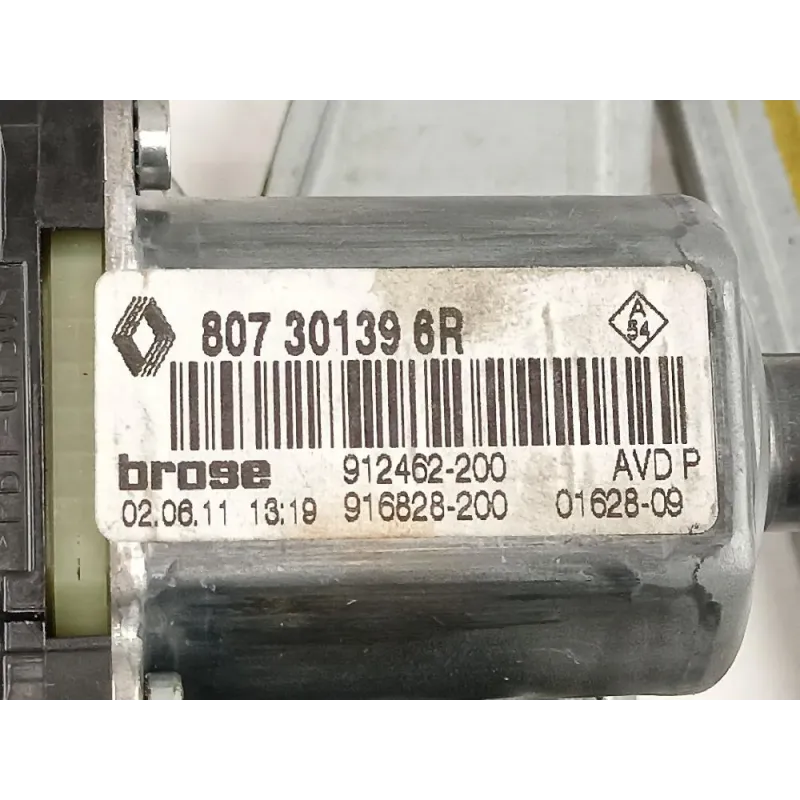 807 30139 6R
A
54
brose 912462-200 AVD P
02.06.11 13:19 916828-200 01628-09